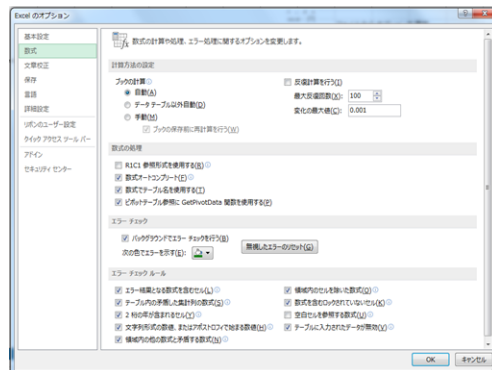 Excel のオプション
基本設定
数式
文章校正
保存
言語
詳細設定
リボンのユーザー設定
クイック アクセス ツール バー
アドイン
セキュリティ センター
数式の計算や処理、エラー処理に関するオプションを変更します。
計算方法の設定
ブックの計算
自動(A)
データ テーブル以外自動(D)
手動(M)
ブックの保存前に再計算を行う(W)
反復計算を行う(I)
最大反復回数(X): 100
変化の最大値(C): 0.001
数式の処理
R1C1 参照形式を使用する(R)
数式オートコンプリート(F)
数式でテーブル名を使用する(T)
ピボットテーブル参照に GetPivotData 関数を使用する(P)
エラー チェック
バックグラウンドでエラー チェックを行う(B)
次の色でエラーを示す(E):
無視したエラーのリセット(G)
エラー チェック ルール
エラー結果となる数式を含むセル(L)
テーブル内の矛盾した集計列の数式(S)
2 桁の年が含まれるセル(Y)
文字列形式の数値、またはアポストロフィで始まる数値(H)
領域内の他の数式と矛盾する数式(N)
領域内のセルを除いた数式(O)
数式を含むロックされていないセル(K)
空白セルを参照する数式(U)
テーブルに入力されたデータが無効(V)
OK
キャンセル